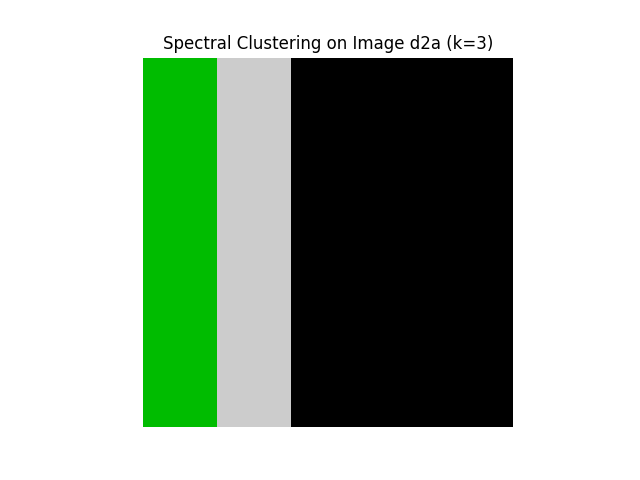 Spectral Clustering on Image d2a (k=3)